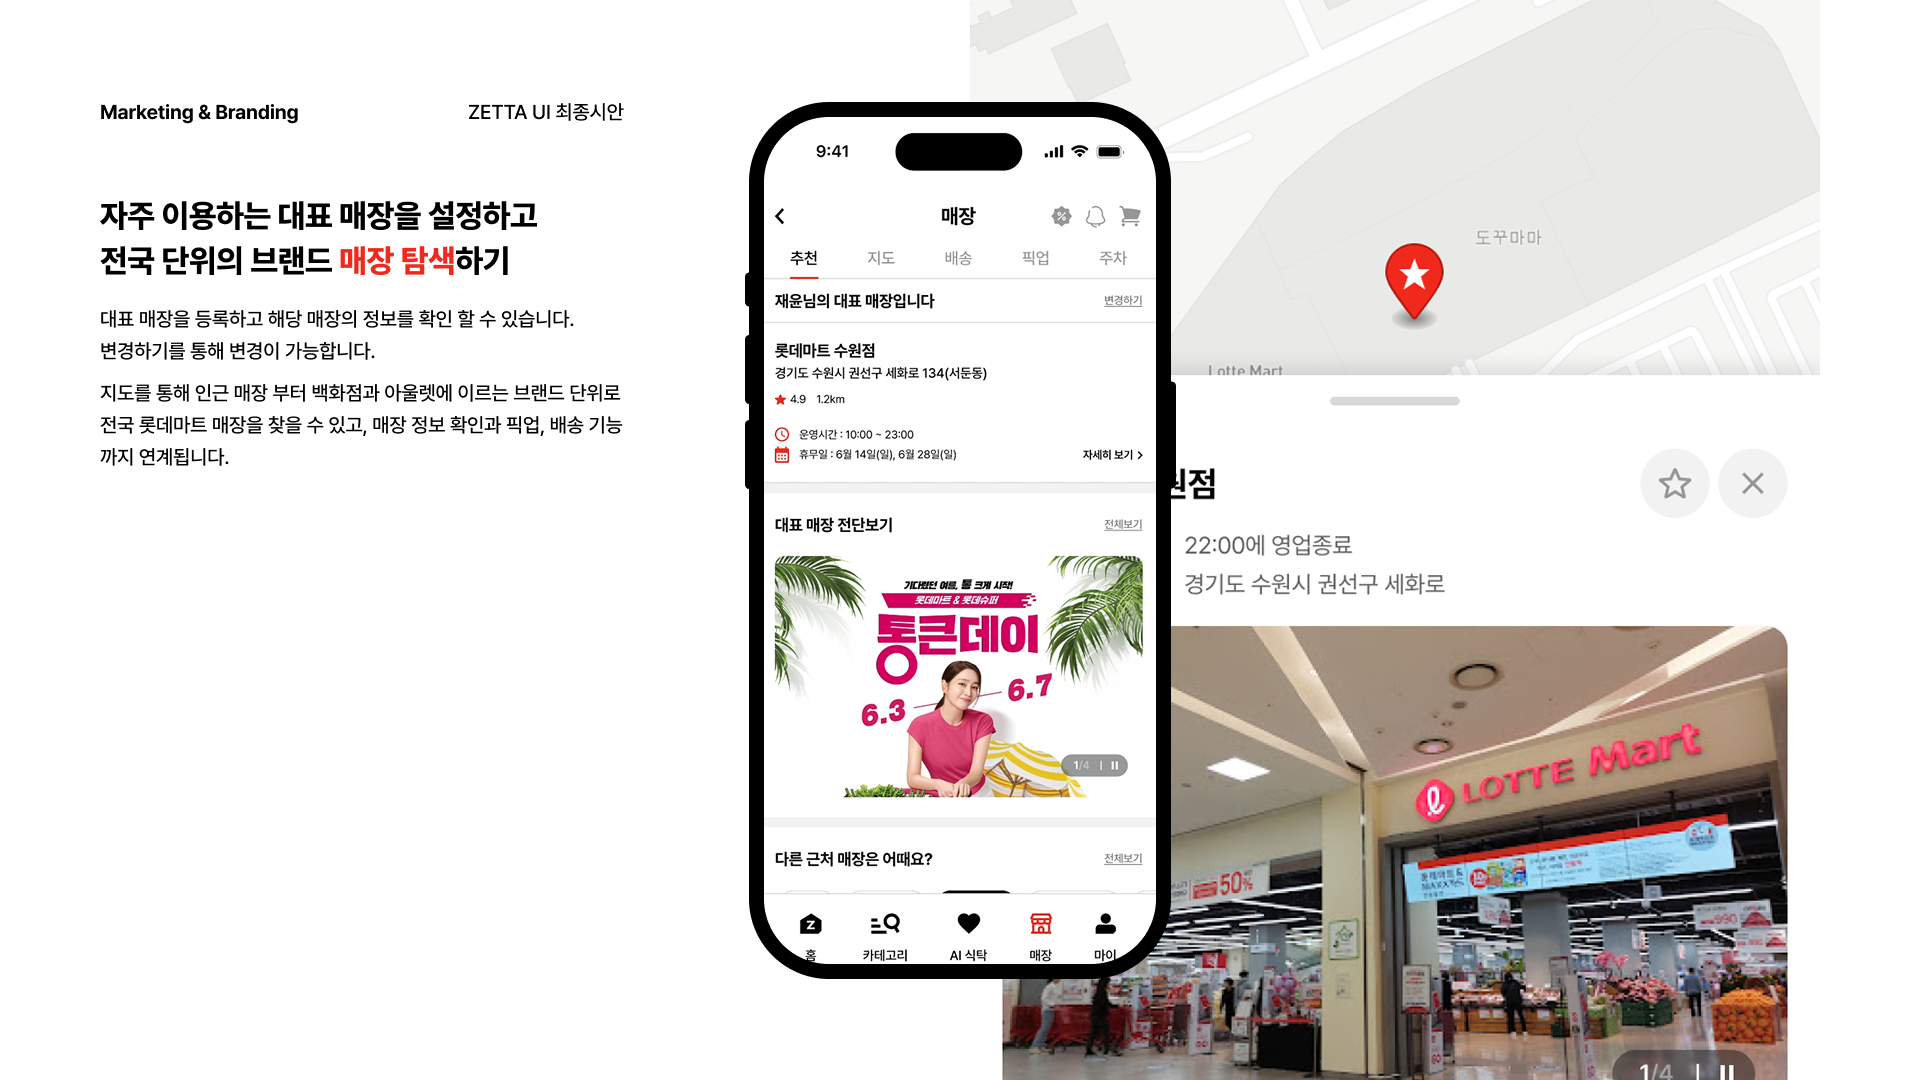 Marketing & Branding
ZETTA UI 최종시안
자주 이용하는 대표 매장을 설정하고
전국 단위의 브랜드 매장 탐색하기
대표 매장을 등록하고 해당 매장의 정보를 확인 할 수 있습니다.
변경하기를 통해 변경이 가능합니다.
지도를 통해 인근 매장 부터 백화점과 아울렛에 이르는 브랜드 단위로
전국 롯데마트 매장을 찾을 수 있고, 매장 정보 확인과 픽업, 배송 기능
까지 연계됩니다.
9:41
매장
추천 지도 배송 픽업 주차
재윤님의 대표 매장입니다 변경하기
롯데마트 수원점
경기도 수원시 권선구 세화로 134(서둔동)
4.9 1.2km
운영시간 : 10:00 ~ 23:00
휴무일 : 6월 14일(일), 6월 28일(일) 자세히 보기
대표 매장 전단보기 전체보기
기다렸던 여름, 통 크게 시작!
롯데마트 & 롯데슈퍼
통큰데이
6.3 — 6.7
1/4
다른 근처 매장은 어때요? 전체보기
홈 카테고리 AI 식탁 매장 마이
도꾸마마
Lotte Mart
원점
22:00에 영업종료
경기도 수원시 권선구 세화로
LOTTE Mart
50%
1/4